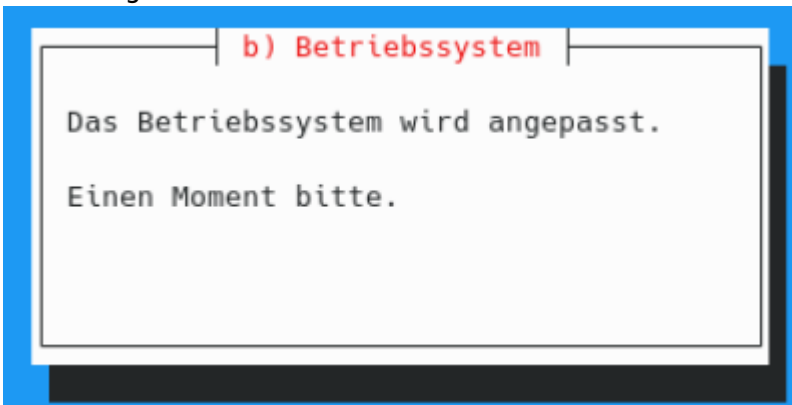 b) Betriebssystem
Das Betriebssystem wird angepasst.
Einen Moment bitte.